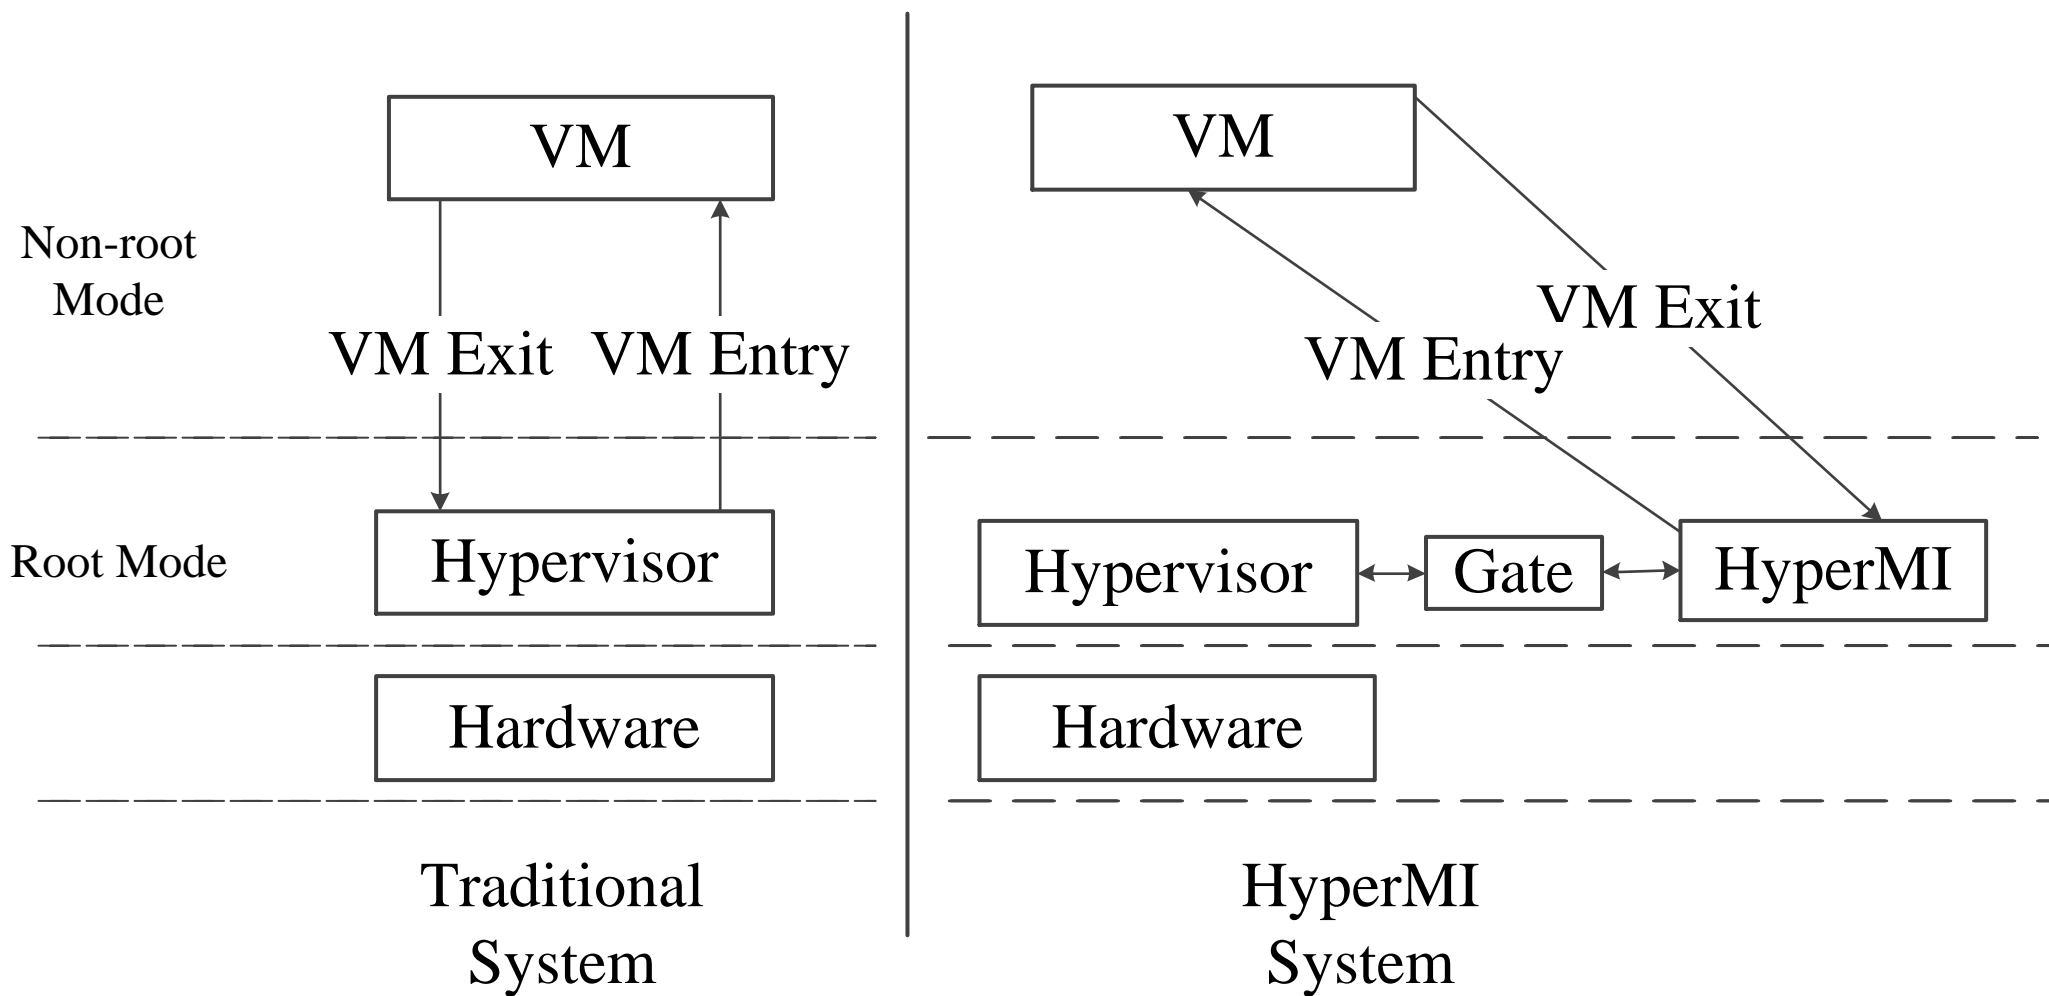 VM
VM
Non-root
Mode
VM Exit
VM Entry
VM Exit
VM Entry
Root Mode
Hypervisor
Hypervisor
Gate
HyperMI
Hardware
Hardware
Traditional
System
HyperMI
System